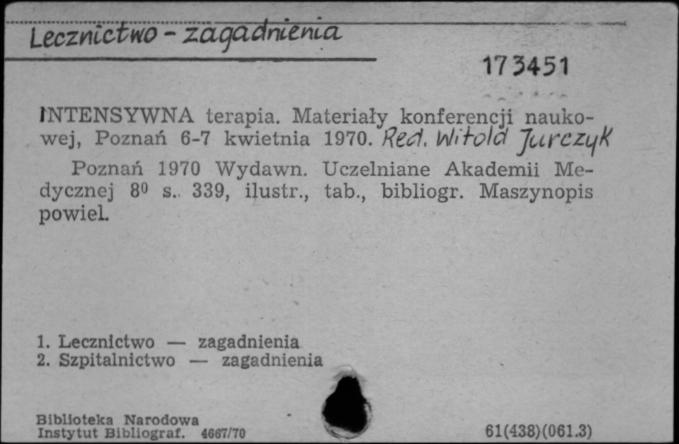 Lecznictwo - zagadnienia
173451
INTENSYWNA terapia. Materiały konferencji nauko-
wej, Poznań 6-7 kwietnia 1970. Red. Witold Jurczyk
Poznań 1970 Wydawn. Uczelniane Akademii Me-
dycznej 8⁰ s. 339, ilustr., tab., bibliogr. Maszynopis
powiel.
1. Lecznictwo — zagadnienia
2. Szpitalnictwo — zagadnienia
Biblioteka Narodowa
Instytut Bibliograf. 4667/70
61(438)(061.3)